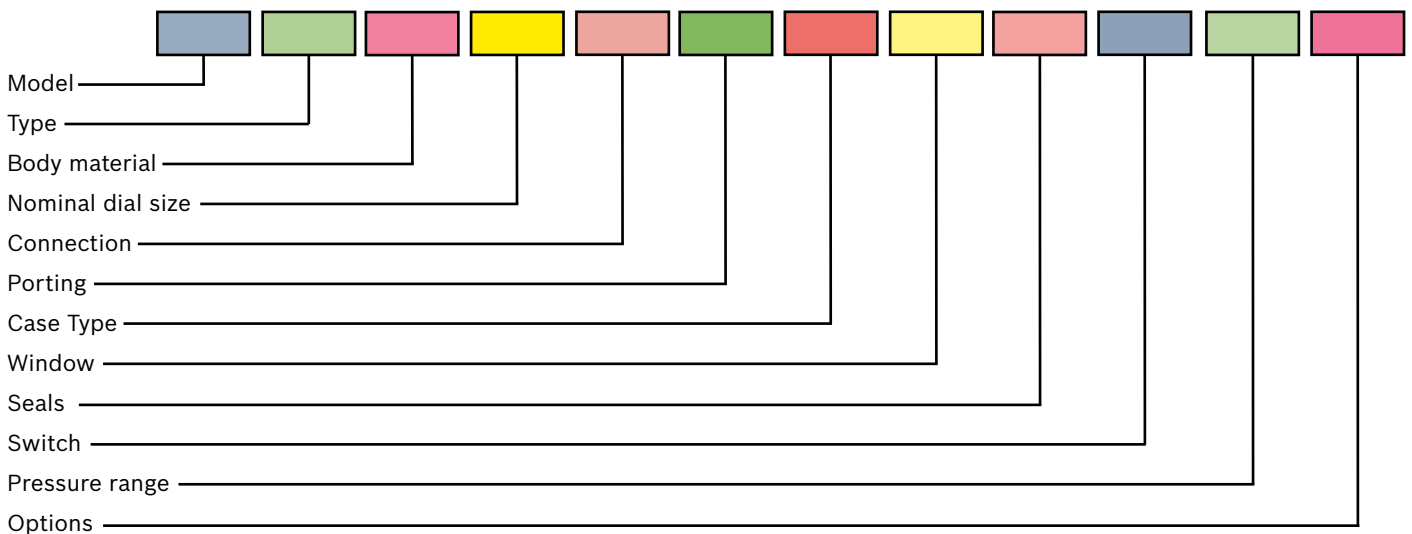 Model
Type
Body material
Nominal dial size
Connection
Porting
Case Type
Window
Seals
Switch
Pressure range
Options